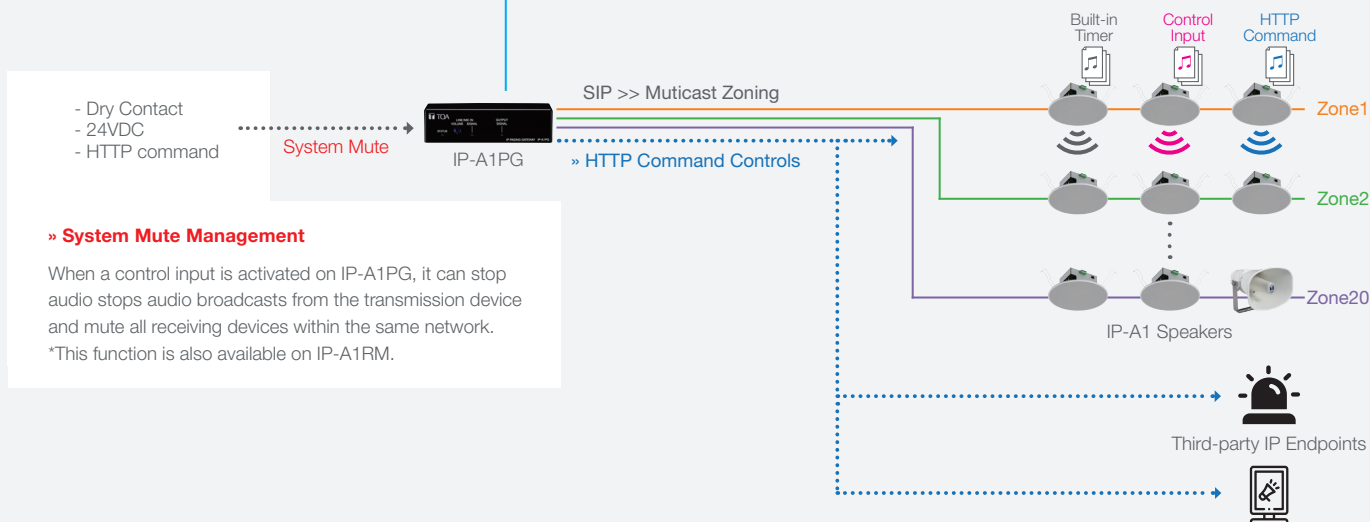 Built-in
Timer
Control
Input
HTTP
Command
- Dry Contact
- 24VDC
- HTTP command
System Mute
TOA
IP-A1PG
SIP >> Muticast Zoning
» HTTP Command Controls
Zone1
Zone2
Zone20
IP-A1 Speakers
» System Mute Management
When a control input is activated on IP-A1PG, it can stop
audio stops audio broadcasts from the transmission device
and mute all receiving devices within the same network.
*This function is also available on IP-A1RM.
Third-party IP Endpoints